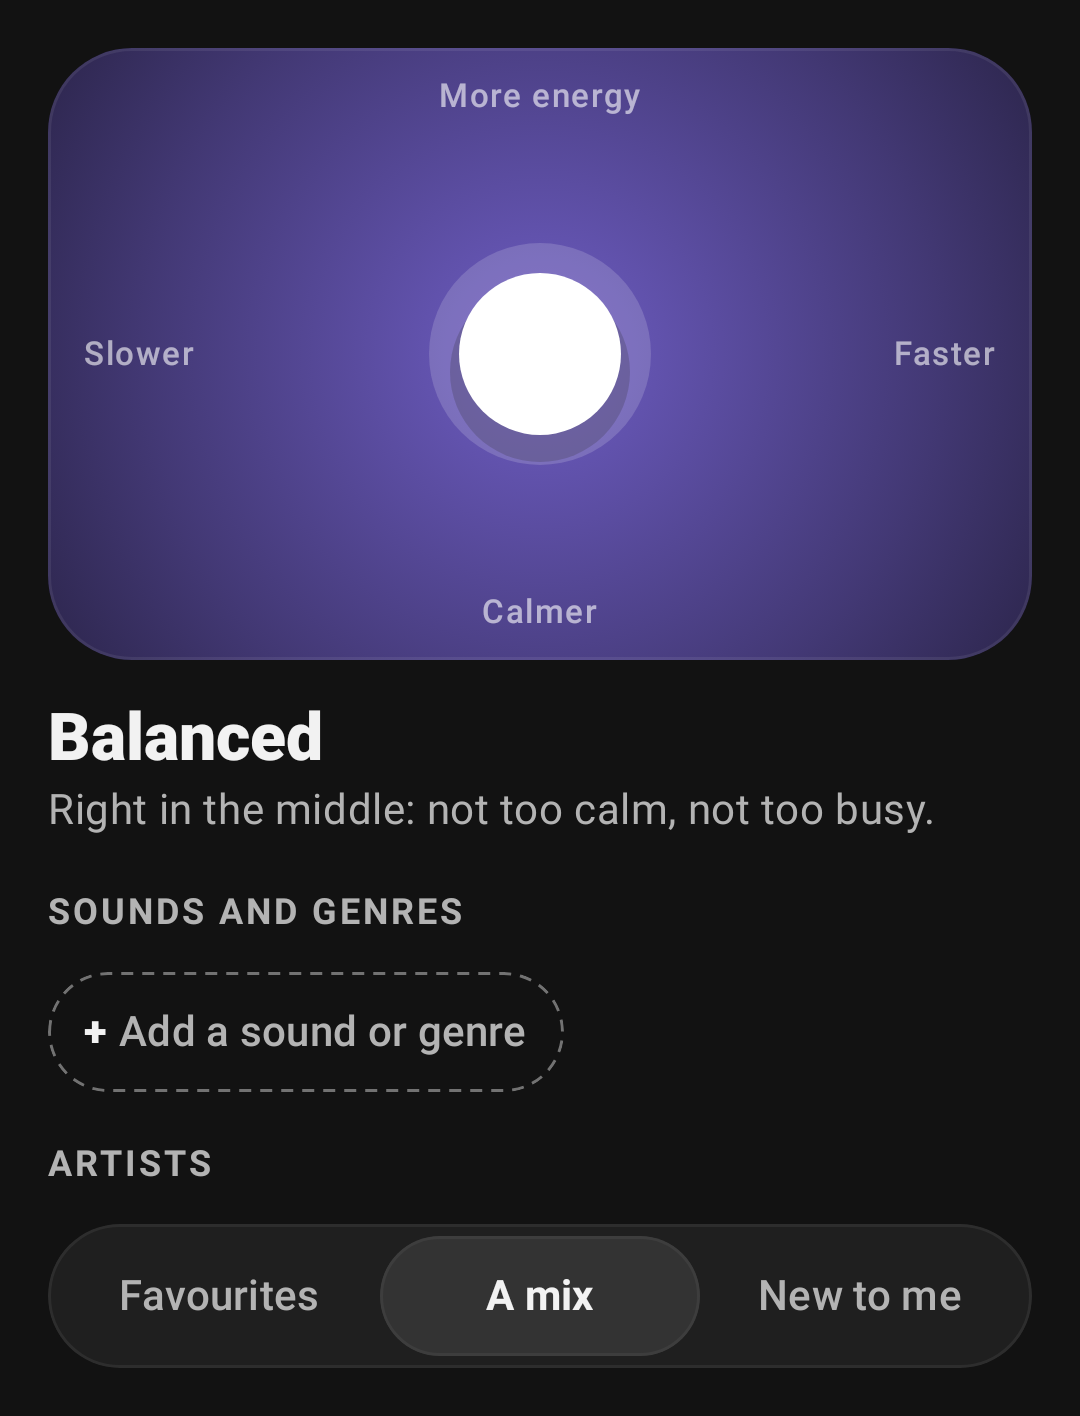 More energy
Slower
Faster
Calmer
Balanced
Right in the middle: not too calm, not too busy.
SOUNDS AND GENRES
+ Add a sound or genre
ARTISTS
Favourites
A mix
New to me